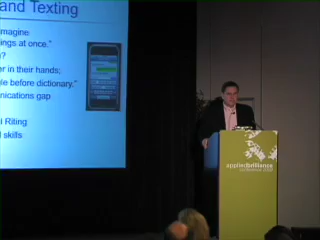 and Texting
magine
ings at once."
?
er in their hands;
le before dictionary."
nications gap
l Riting
l skills
appliedbrilliance